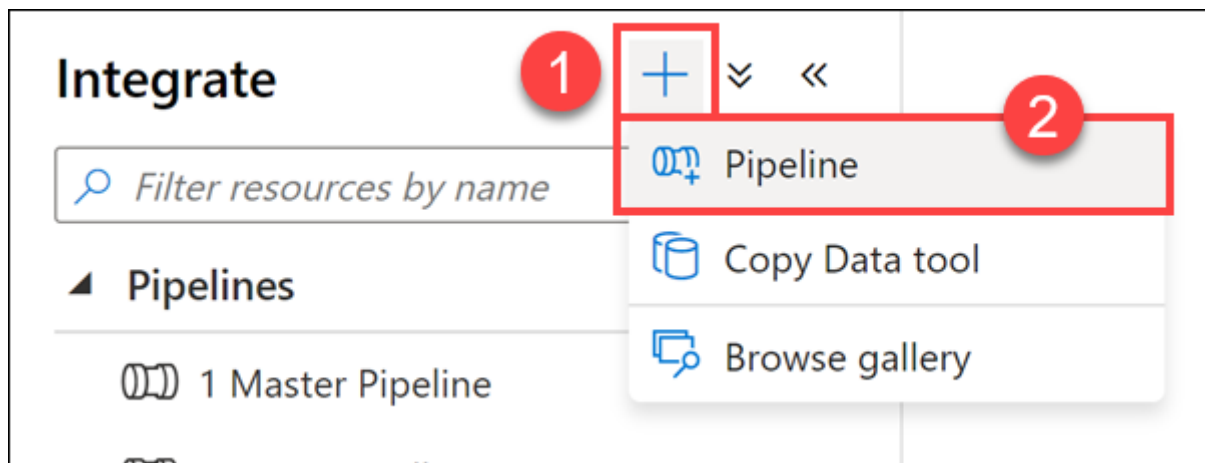 Integrate
1
2
Pipeline
Filter resources by name
Copy Data tool
Pipelines
Browse gallery
1 Master Pipeline